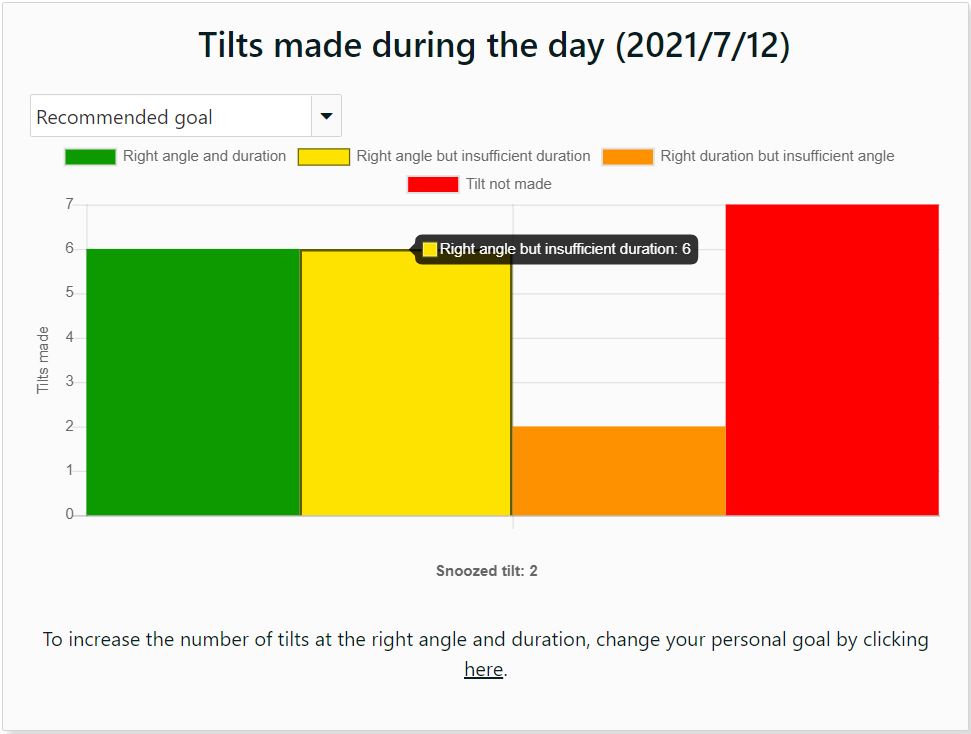 Tilts made during the day (2021/7/12)
Recommended goal
Right angle and duration Right angle but insufficient duration Right duration but insufficient angle
Tilt not made
7
6
Right angle but insufficient duration: 6
5
4
3
2
1
0
Tilts made
Snoozed tilt: 2
To increase the number of tilts at the right angle and duration, change your personal goal by clicking
here.